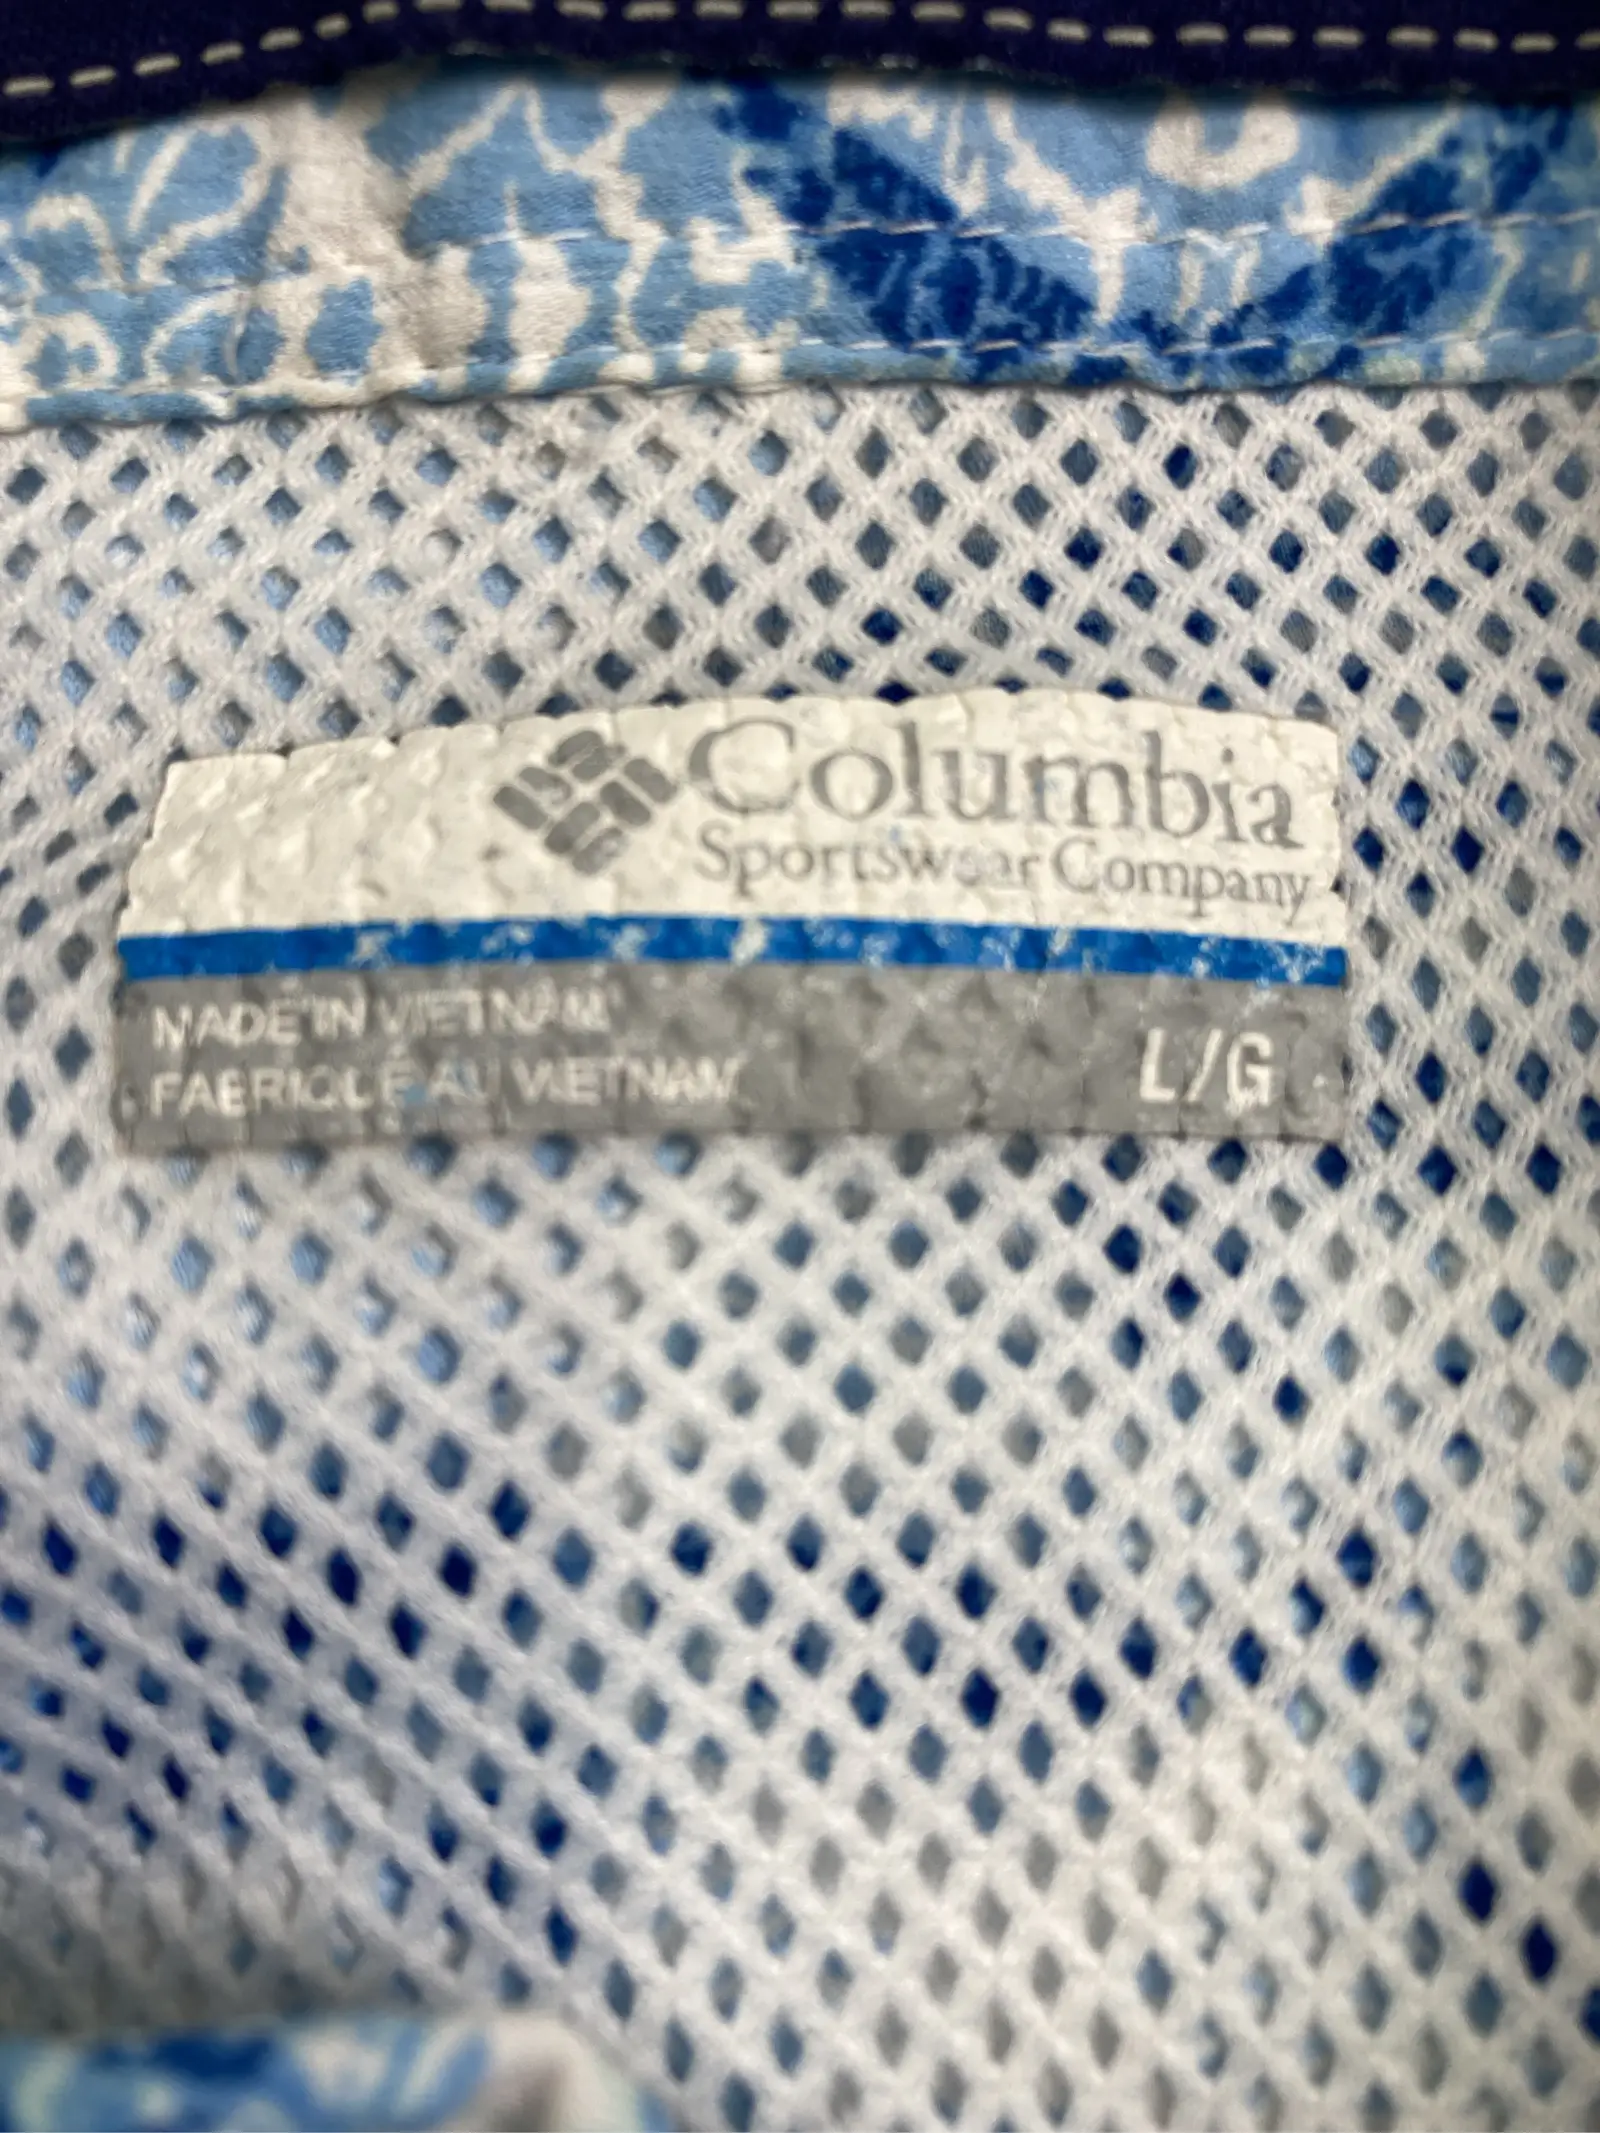 Columbia
Sportswear Company
MADE IN VIETNAM
FABRIQUÉ AU VIETNAM
L/G